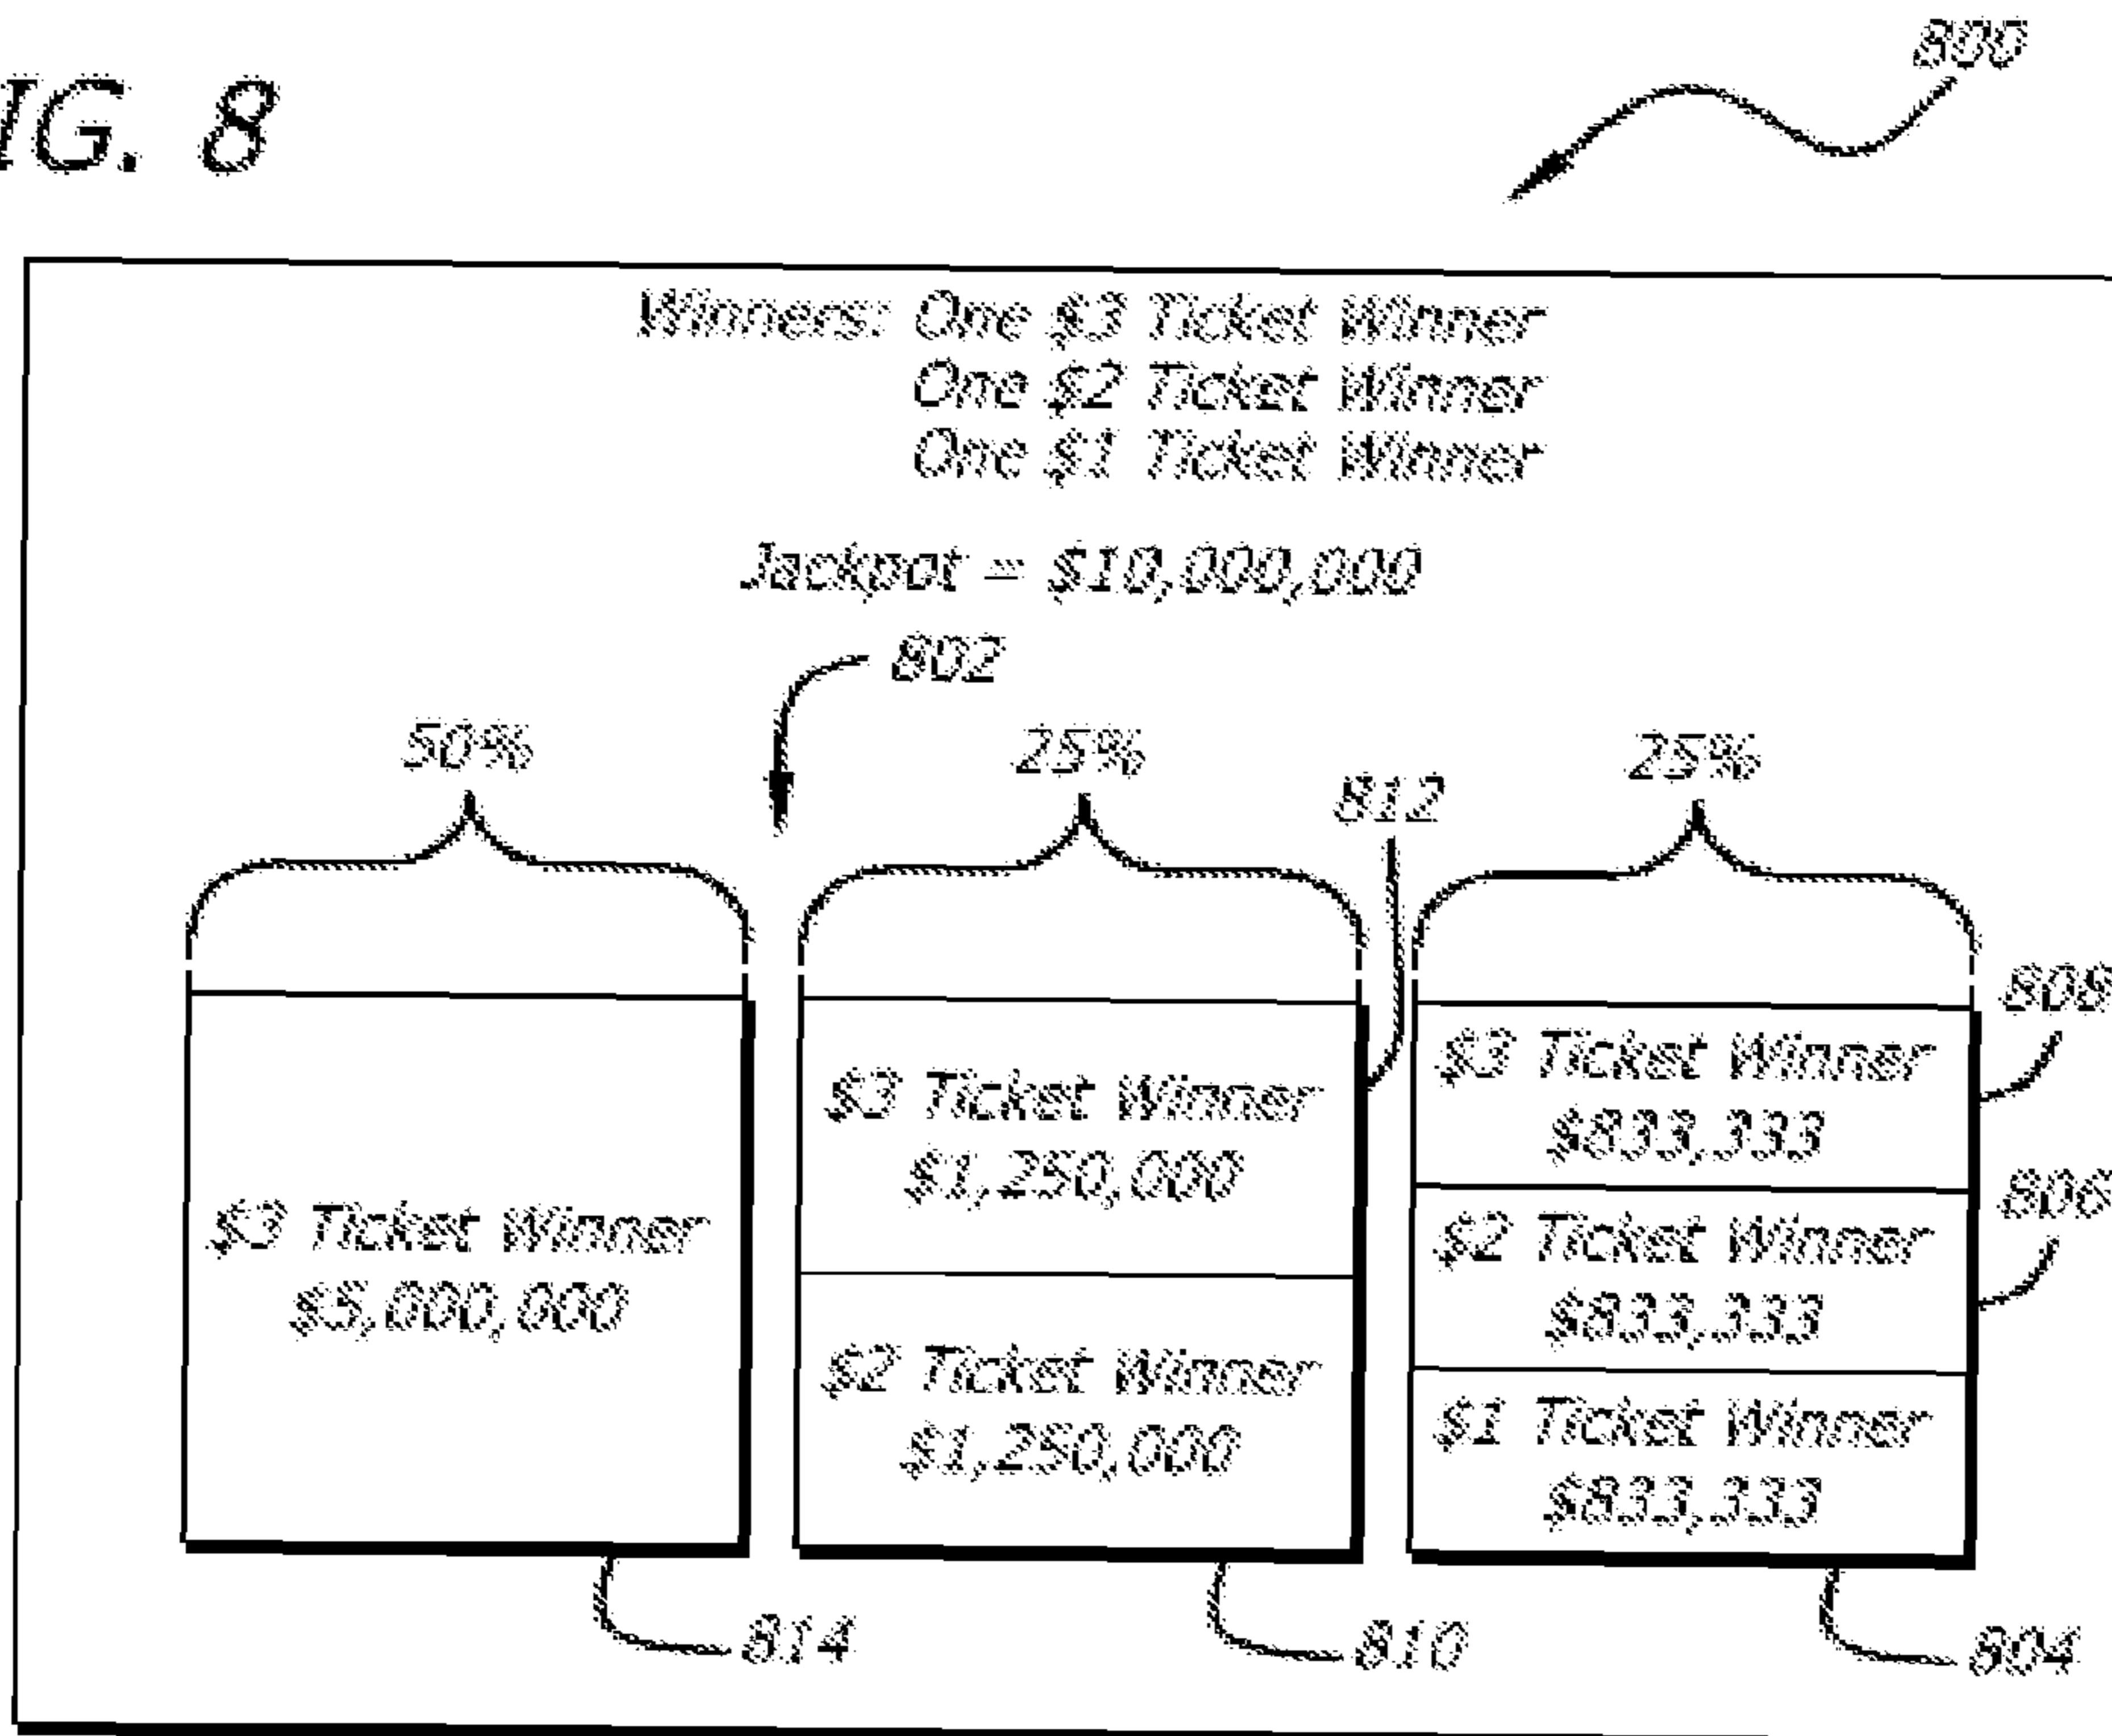 IG. 8
800
Winners: One $3 Ticket Winner
One $2 Ticket Winner
One $1 Ticket Winner
Jackpot = $10,000,000
802
50%
25%
812
25%
808
$3 Ticket Winner
$5,000,000
$3 Ticket Winner
$1,250,000
$2 Ticket Winner
$1,250,000
$3 Ticket Winner
$833,333
806
$2 Ticket Winner
$833,333
$1 Ticket Winner
$833,333
814
810
804